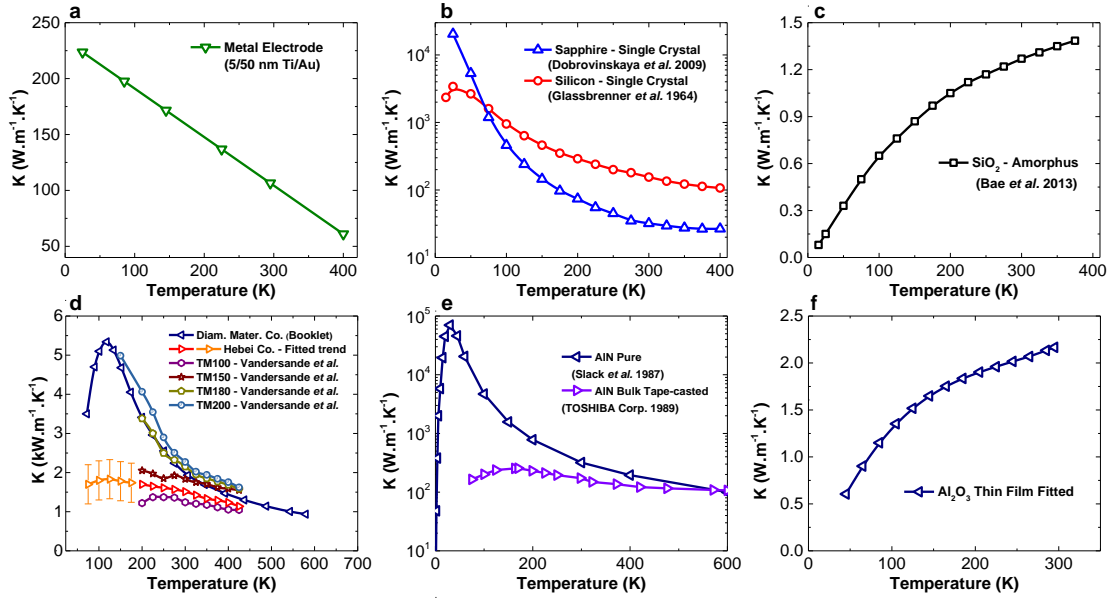 a
K (W.m⁻¹.K⁻¹)
250
200
150
100
50
0
100
200
300
400
Temperature (K)
Metal Electrode
(5/50 nm Ti/Au)
b
K (W.m⁻¹.K⁻¹)
10⁴
10³
10²
10¹
0
100
200
300
400
Temperature (K)
Sapphire - Single Crystal
(Dobrovinskaya et al. 2009)
Silicon - Single Crystal
(Glassbrenner et al. 1964)
c
K (W.m⁻¹.K⁻¹)
1.5
1.2
0.9
0.6
0.3
0.0
0
100
200
300
400
Temperature (K)
SiO₂ - Amorphus
(Bae et al. 2013)
d
K (kW.m⁻¹.K⁻¹)
6
5
4
3
2
1
0
100
200
300
400
500
600
700
Temperature (K)
Diam. Mater. Co. (Booklet)
Hebei Co. - Fitted trend
TM100 - Vandersande et al.
TM150 - Vandersande et al.
TM180 - Vandersande et al.
TM200 - Vandersande et al.
e
K (W.m⁻¹.K⁻¹)
10⁵
10⁴
10³
10²
10¹
0
200
400
600
Temperature (K)
AlN Pure
(Slack et al. 1987)
AlN Bulk Tape-casted
(TOSHIBA Corp. 1989)
f
K (W.m⁻¹.K⁻¹)
2.5
2.0
1.5
1.0
0.5
0.0
0
100
200
300
Temperature (K)
Al₂O₃ Thin Film Fitted